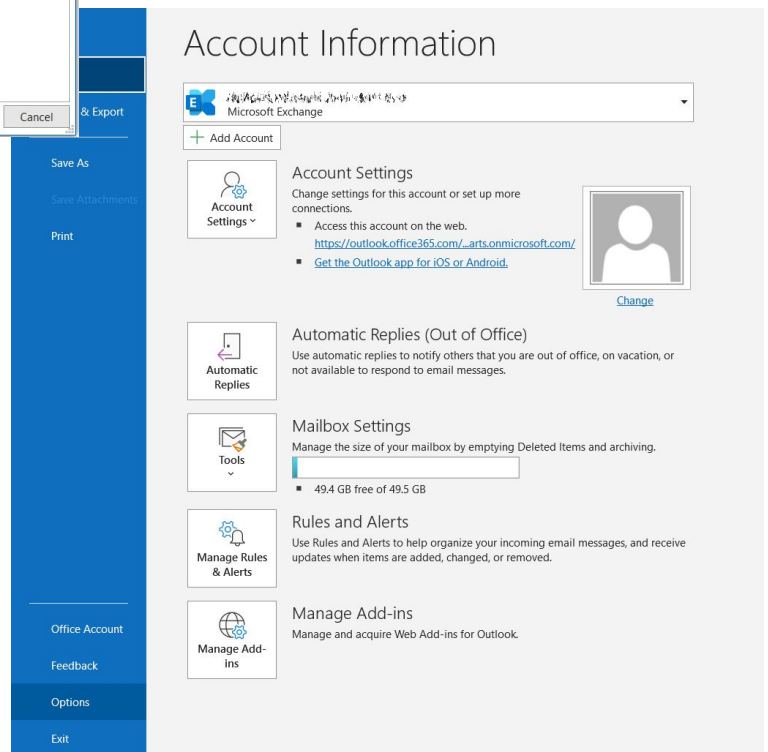 Account Information
Cancel
& Export
Save As
Save Attachments
Print
Office Account
Feedback
Options
Exit
E
Microsoft Exchange
Add Account
Account Settings
Account Settings
Change settings for this account or set up more
connections.
Access this account on the web.
https://outlook.office365.com/...arts.onmicrosoft.com/
Get the Outlook app for iOS or Android.
Change
Automatic
Replies
Automatic Replies (Out of Office)
Use automatic replies to notify others that you are out of office, on vacation, or
not available to respond to email messages.
Tools
Mailbox Settings
Manage the size of your mailbox by emptying Deleted Items and archiving.
49.4 GB free of 49.5 GB
Manage Rules
& Alerts
Rules and Alerts
Use Rules and Alerts to help organize your incoming email messages, and receive
updates when items are added, changed, or removed.
Manage Add-
ins
Manage Add-ins
Manage and acquire Web Add-ins for Outlook.